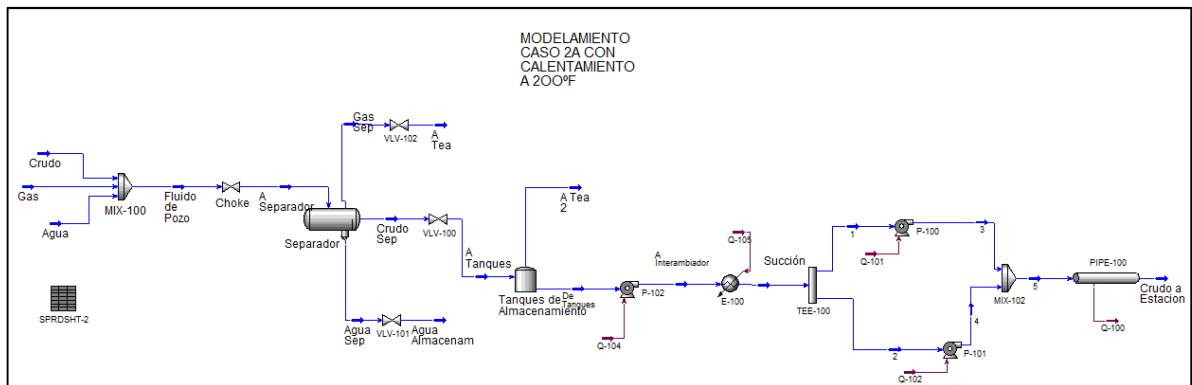 MODELAMIENTO
CASO 2A CON
CALENTAMIENTO
A 2OOºF
Gas
Sep
VLV-102
A
Tea
Crudo
Gas
Agua
MIX-100
Fluido
de
Pozo
Choke
A
Separador
Separador
Crudo
Sep
VLV-100
A
Tanques
A Tea
2
Tanques de
Almacenamiento
De
Tanques
Agua
Sep
VLV-101
Agua
Almacenam
SPRDSHT-2
P-102
Q-104
A
Interambiador
Q-105
E-100
Succión
TEE-100
1
P-100
Q-101
3
2
P-101
Q-102
4
MIX-102
5
PIPE-100
Q-100
Crudo a
Estacion